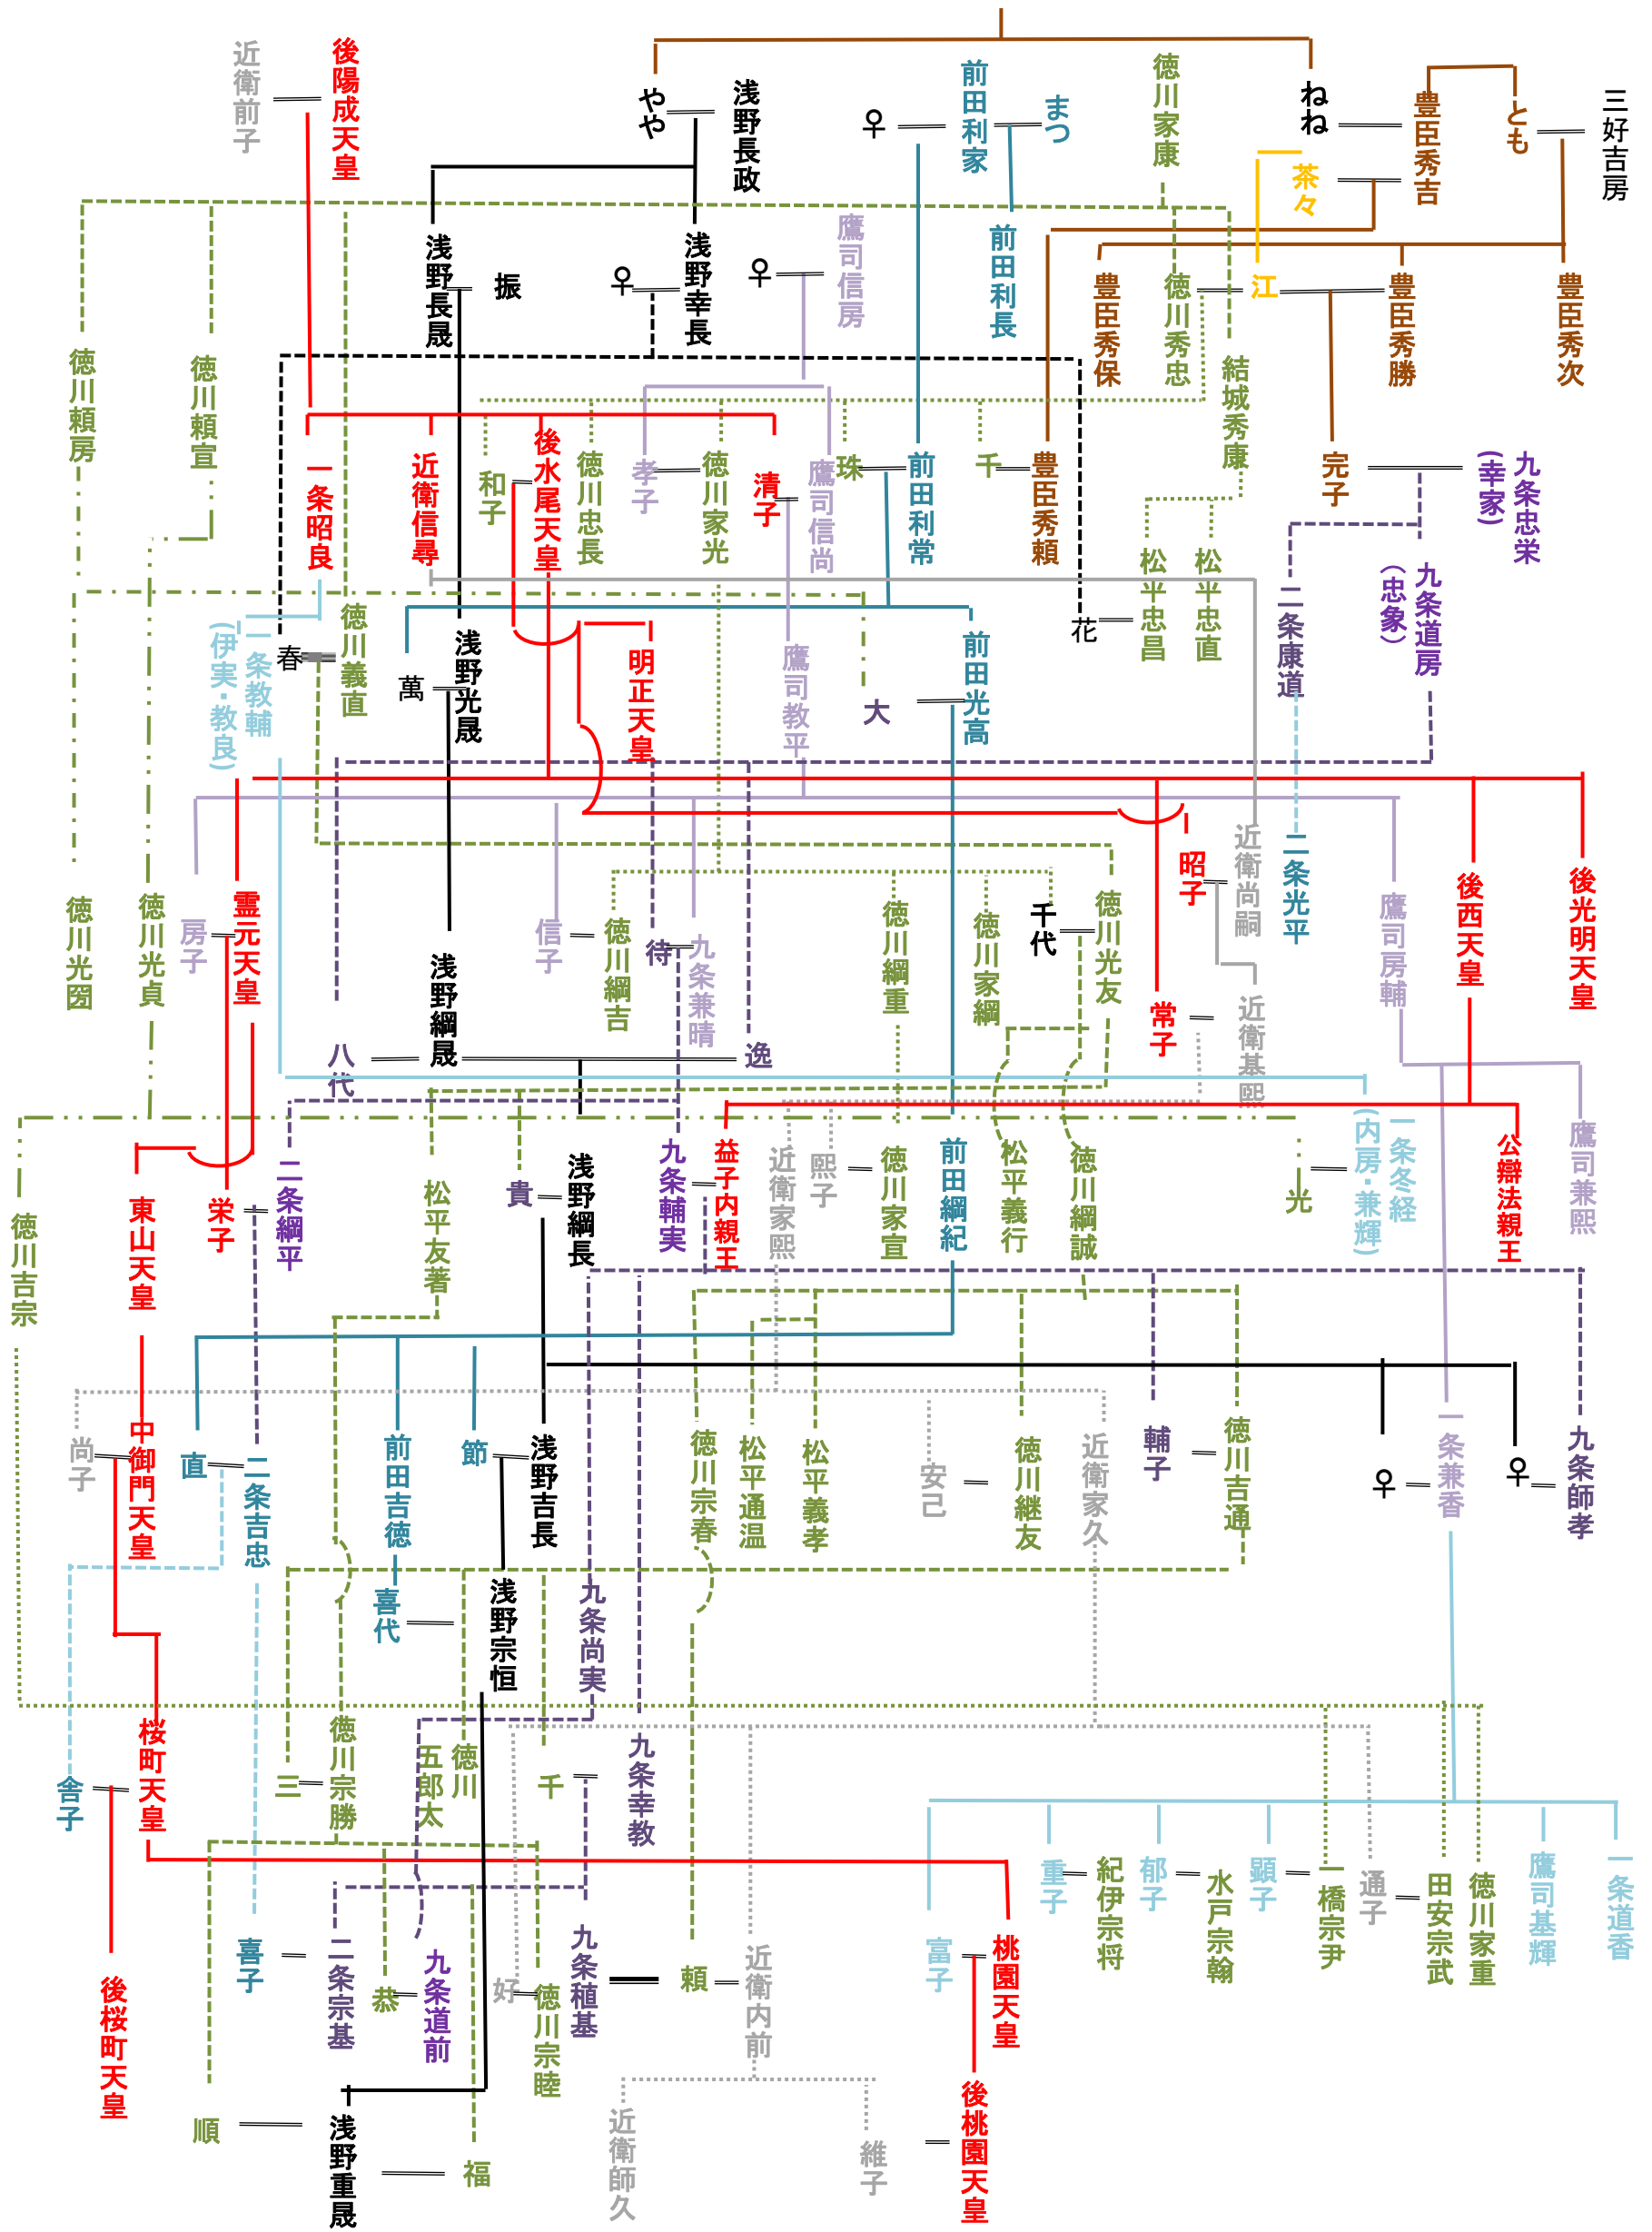 近衛前子
後陽成天皇
やや
浅野長政
♀
前田利家
まつ
徳川家康
ねね
豊臣秀吉
とも
三好吉房
茶々
浅野長晟
振
♀
浅野幸長
♀
鷹司信房
前田利長
豊臣秀保
徳川秀忠
江
豊臣秀勝
豊臣秀次
徳川頼房
徳川頼宣
結城秀康
一条昭良
近衛信尋
和子
後水尾天皇
徳川忠長
孝子
徳川家光
清子
鷹司信尚
珠
前田利常
千
豊臣秀頼
完子
九条忠栄
(幸家)
松平忠昌
松平忠直
二条康道
九条道房
(忠象)
一条教輔
(伊実・教良)
春
徳川義直
萬
浅野光晟
明正天皇
鷹司教平
大
前田光高
花
徳川光圀
徳川光貞
房子
霊元天皇
浅野綱晟
信子
徳川綱吉
待
九条兼晴
徳川綱重
徳川家綱
千代
徳川光友
昭子
近衛尚嗣
二条光平
鷹司房輔
後西天皇
後光明天皇
八代
逸
常子
近衛基熙
徳川吉宗
東山天皇
栄子
二条綱平
松平友著
貴
浅野綱長
九条輔実
益子内親王
近衛家熙
熙子
徳川家宣
前田綱紀
松平義行
徳川綱誠
光
一条冬経
(内房・兼輝)
公辯法親王
鷹司兼熙
尚子
中御門天皇
直
二条吉忠
前田吉徳
節
浅野吉長
徳川宗春
松平通温
松平義孝
安己
徳川継友
近衛家久
輔子
徳川吉通
♀
一条兼香
♀
九条師孝
喜代
浅野宗恒
九条尚実
舎子
桜町天皇
三
徳川宗勝
徳川
五郎太
千
九条幸教
重子
紀伊宗将
郁子
水戸宗翰
顕子
一橋宗尹
通子
田安宗武
徳川家重
鷹司基輝
一条道香
後桜町天皇
喜子
二条宗基
恭
九条道前
好
徳川宗睦
九条稙基
頼
近衛内前
富子
桃園天皇
順
浅野重晟
福
近衛師久
維子
後桃園天皇